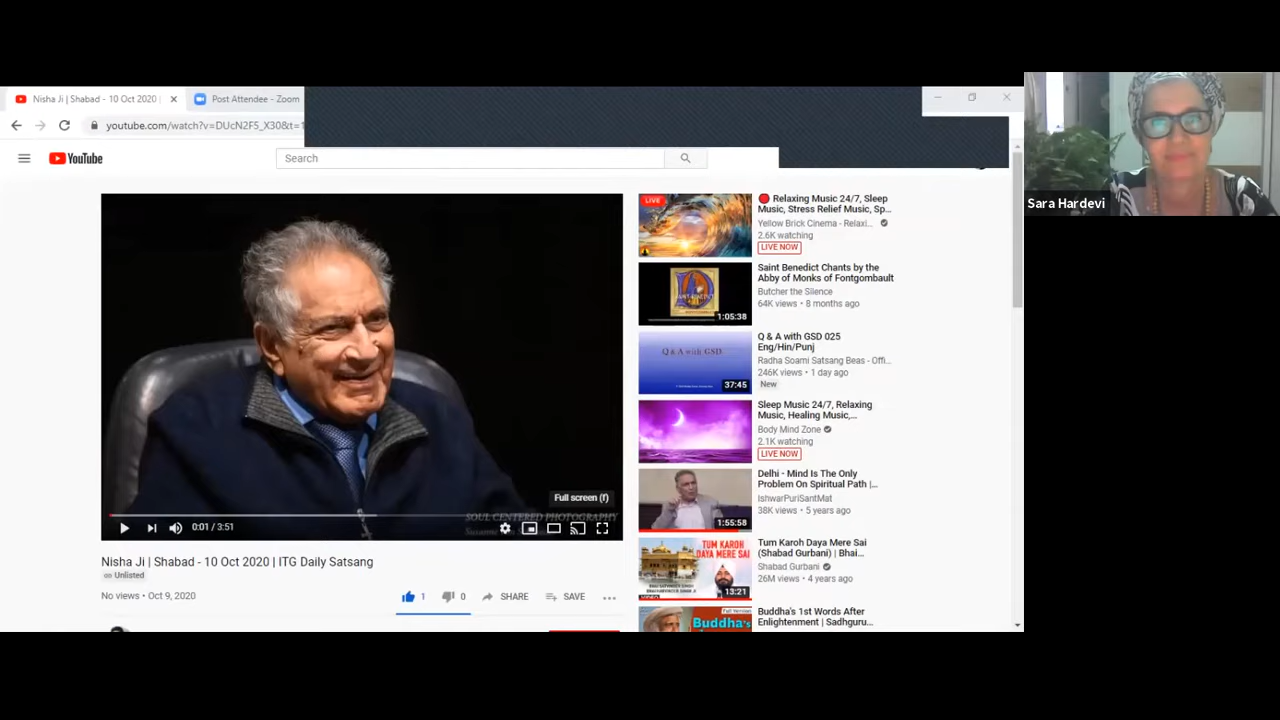 Nisha Ji | Shabad - 10 Oct 2020 |
Post Attendee - Zoom
youtube.com/watch?v=DUcN2F5_X30&t=1
YouTube
Search
Full screen (f)
SOUL CENTERED PHOTOGRAPHY
0:01 / 3:51
Nisha Ji | Shabad - 10 Oct 2020 | ITG Daily Satsang
Unlisted
No views • Oct 9, 2020
1
0
SHARE
SAVE
LIVE
Relaxing Music 24/7, Sleep
Music, Stress Relief Music, Sp...
Yellow Brick Cinema - Relaxi...
2.6K watching
LIVE NOW
1:05:38
Saint Benedict Chants by the
Abby of Monks of Fontgombault
Butcher the Silence
64K views • 8 months ago
Q & A with GSD
37:45
Q & A with GSD 025
Eng/Hin/Punj
Radha Soami Satsang Beas - Offi...
246K views • 1 day ago
New
Sleep Music 24/7, Relaxing
Music, Healing Music,...
Body Mind Zone
2.1K watching
LIVE NOW
1:55:58
Delhi - Mind Is The Only
Problem On Spiritual Path |...
IshwarPuriSantMat
38K views • 5 years ago
TUM KAROH
DAYA MERE SAI
13:21
Tum Karoh Daya Mere Sai
(Shabad Gurbani) | Bhai...
Shabad Gurbani
26M views • 4 years ago
Buddha's
Buddha's 1st Words After
Enlightenment | Sadhguru...
Sara Hardevi